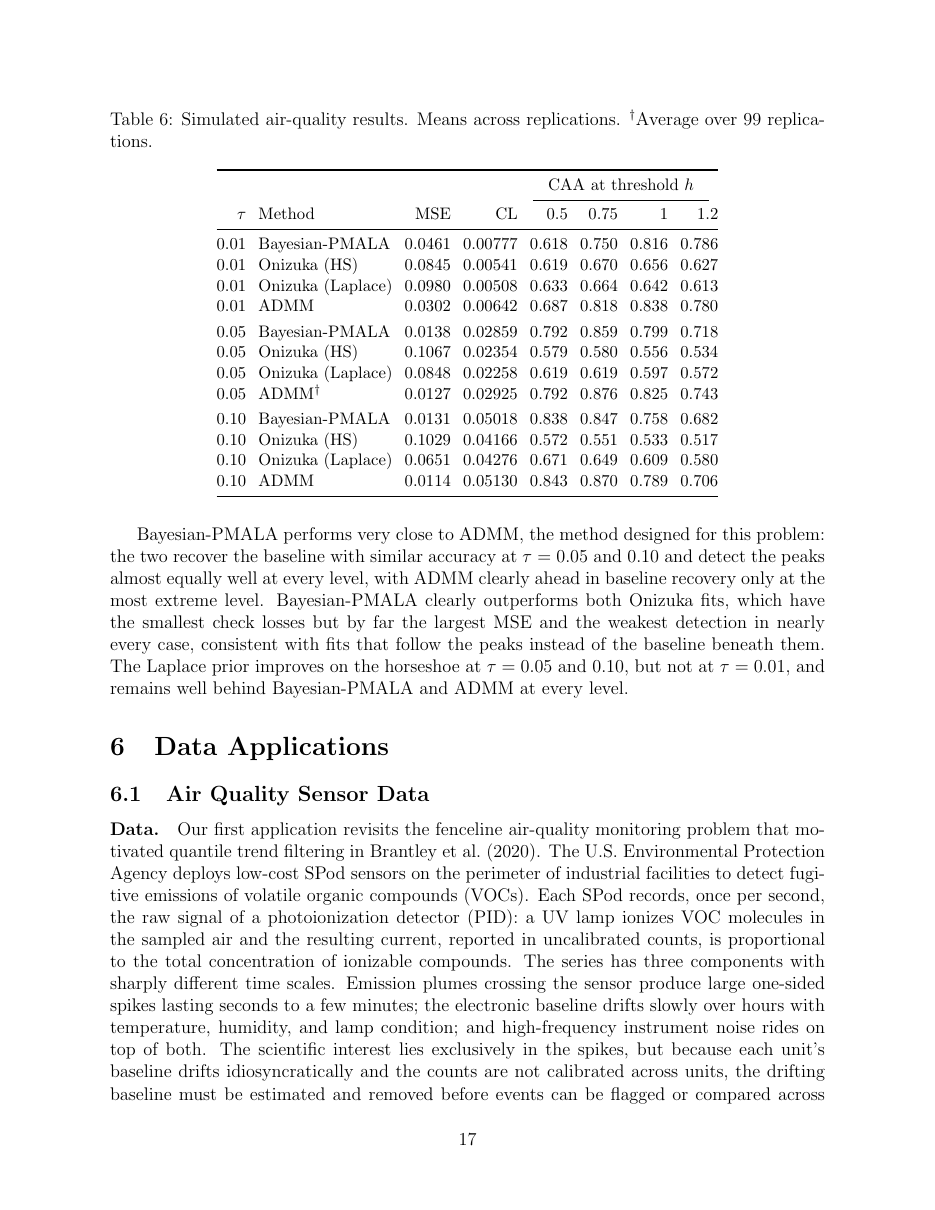 Table 6: Simulated air-quality results. Means across replications. †Average over 99 replica-
tions.
CAA at threshold h
τ Method MSE CL 0.5 0.75 1 1.2
0.01 Bayesian-PMALA 0.0461 0.00777 0.618 0.750 0.816 0.786
0.01 Onizuka (HS) 0.0845 0.00541 0.619 0.670 0.656 0.627
0.01 Onizuka (Laplace) 0.0980 0.00508 0.633 0.664 0.642 0.613
0.01 ADMM 0.0302 0.00642 0.687 0.818 0.838 0.780
0.05 Bayesian-PMALA 0.0138 0.02859 0.792 0.859 0.799 0.718
0.05 Onizuka (HS) 0.1067 0.02354 0.579 0.580 0.556 0.534
0.05 Onizuka (Laplace) 0.0848 0.02258 0.619 0.619 0.597 0.572
0.05 ADMM† 0.0127 0.02925 0.792 0.876 0.825 0.743
0.10 Bayesian-PMALA 0.0131 0.05018 0.838 0.847 0.758 0.682
0.10 Onizuka (HS) 0.1029 0.04166 0.572 0.551 0.533 0.517
0.10 Onizuka (Laplace) 0.0651 0.04276 0.671 0.649 0.609 0.580
0.10 ADMM 0.0114 0.05130 0.843 0.870 0.789 0.706
Bayesian-PMALA performs very close to ADMM, the method designed for this problem:
the two recover the baseline with similar accuracy at τ = 0.05 and 0.10 and detect the peaks
almost equally well at every level, with ADMM clearly ahead in baseline recovery only at the
most extreme level. Bayesian-PMALA clearly outperforms both Onizuka fits, which have
the smallest check losses but by far the largest MSE and the weakest detection in nearly
every case, consistent with fits that follow the peaks instead of the baseline beneath them.
The Laplace prior improves on the horseshoe at τ = 0.05 and 0.10, but not at τ = 0.01, and
remains well behind Bayesian-PMALA and ADMM at every level.
6 Data Applications
6.1 Air Quality Sensor Data
Data. Our first application revisits the fenceline air-quality monitoring problem that mo-
tivated quantile trend filtering in Brantley et al. (2020). The U.S. Environmental Protection
Agency deploys low-cost SPod sensors on the perimeter of industrial facilities to detect fugi-
tive emissions of volatile organic compounds (VOCs). Each SPod records, once per second,
the raw signal of a photoionization detector (PID): a UV lamp ionizes VOC molecules in
the sampled air and the resulting current, reported in uncalibrated counts, is proportional
to the total concentration of ionizable compounds. The series has three components with
sharply different time scales. Emission plumes crossing the sensor produce large one-sided
spikes lasting seconds to a few minutes; the electronic baseline drifts slowly over hours with
temperature, humidity, and lamp condition; and high-frequency instrument noise rides on
top of both. The scientific interest lies exclusively in the spikes, but because each unit's
baseline drifts idiosyncratically and the counts are not calibrated across units, the drifting
baseline must be estimated and removed before events can be flagged or compared across
17